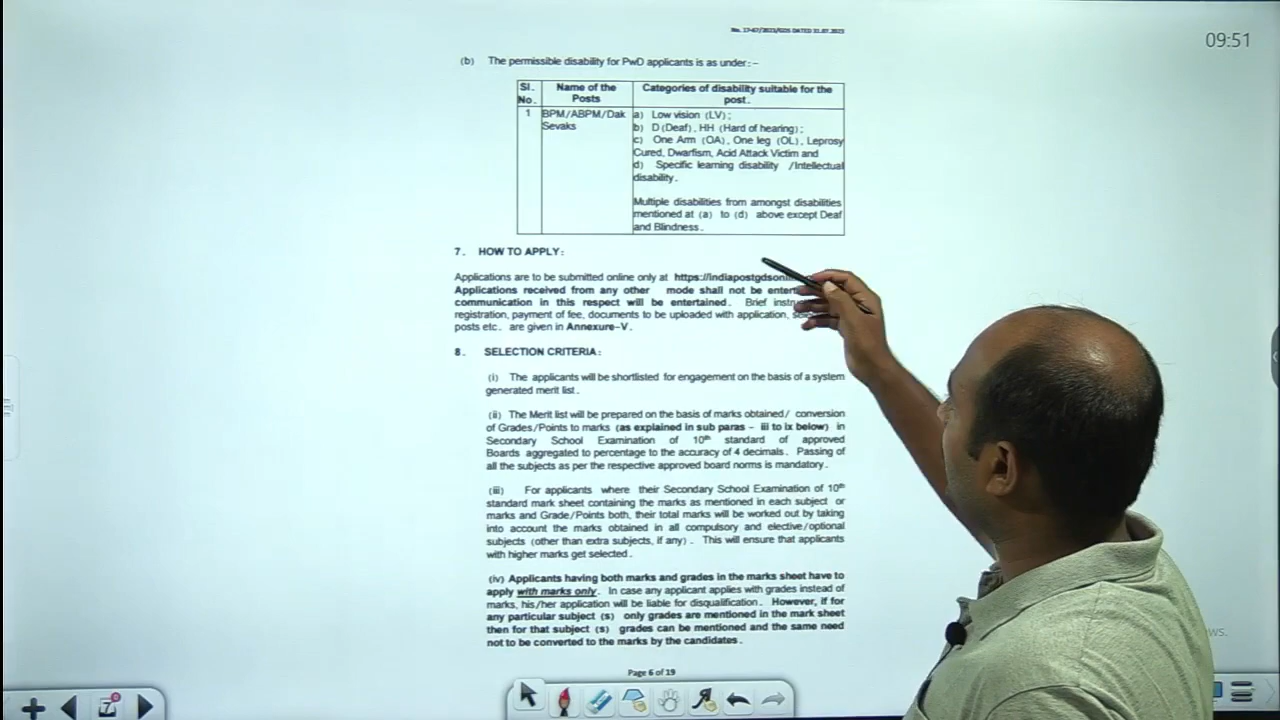 No. 17-67/2023/GDS DATED 31.07.2023
09:51
(b) The permissible disability for PwD applicants is as under:-
Sl. No. Name of the Posts Categories of disability suitable for the post.
1 BPM/ABPM/Dak Sevaks
a) Low vision (LV);
b) D (Deaf), HH (Hard of hearing);
c) One Arm (OA), One leg (OL), Leprosy
Cured, Dwarfism, Acid Attack Victim and
d) Specific learning disability /Intellectual
disability.
Multiple disabilities from amongst disabilities
mentioned at (a) to (d) above except Deaf
and Blindness.
7. HOW TO APPLY:
Applications are to be submitted online only at https://indiapostgdsonl
Applications received from any other mode shall not be
communication in this respect will be entertained. Brief
registration, payment of fee, documents to be uploaded with application,
posts etc. are given in Annexure-V.
8. SELECTION CRITERIA:
(i) The applicants will be shortlisted for engagement on the basis of a system
generated merit list.
(ii) The Merit list will be prepared on the basis of marks obtained/ conversion
of Grades/Points to marks (as explained in sub paras - iii to ix below) in
Secondary School Examination of 10th standard of approved
Boards aggregated to percentage to the accuracy of 4 decimals. Passing of
all the subjects as per the respective approved board norms is mandatory.
(iii) For applicants where their Secondary School Examination of 10th
standard mark sheet containing the marks as mentioned in each subject or
marks and Grade/Points both, their total marks will be worked out by taking
into account the marks obtained in all compulsory and elective/optional
subjects (other than extra subjects, if any). This will ensure that applicants
with higher marks get selected.
(iv) Applicants having both marks and grades in the marks sheet have to
apply with marks only. In case any applicant applies with grades instead of
marks, his/her application will be liable for disqualification. However, if for
any particular subject (s) only grades are mentioned in the mark sheet
then for that subject (s) grades can be mentioned and the same need
not to be converted to the marks by the candidates.
Page 6 of 19
7